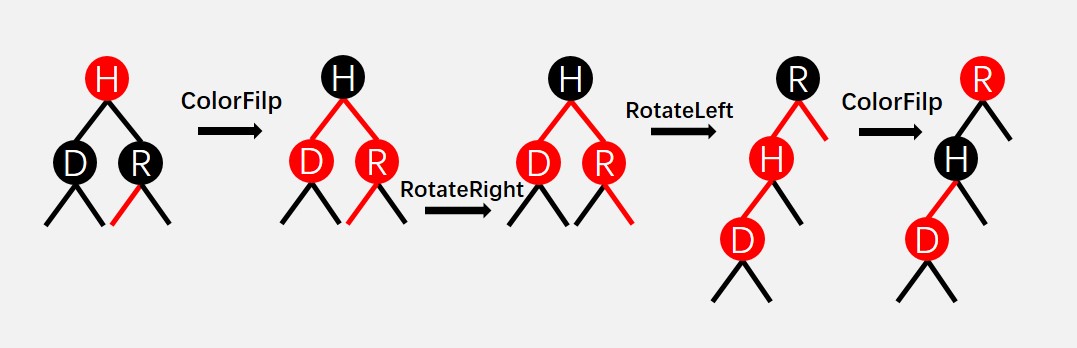 H
D R
ColorFilp
H
D R
RotateRight
H
D R
RotateLeft
R
H
D
ColorFilp
R
H
D